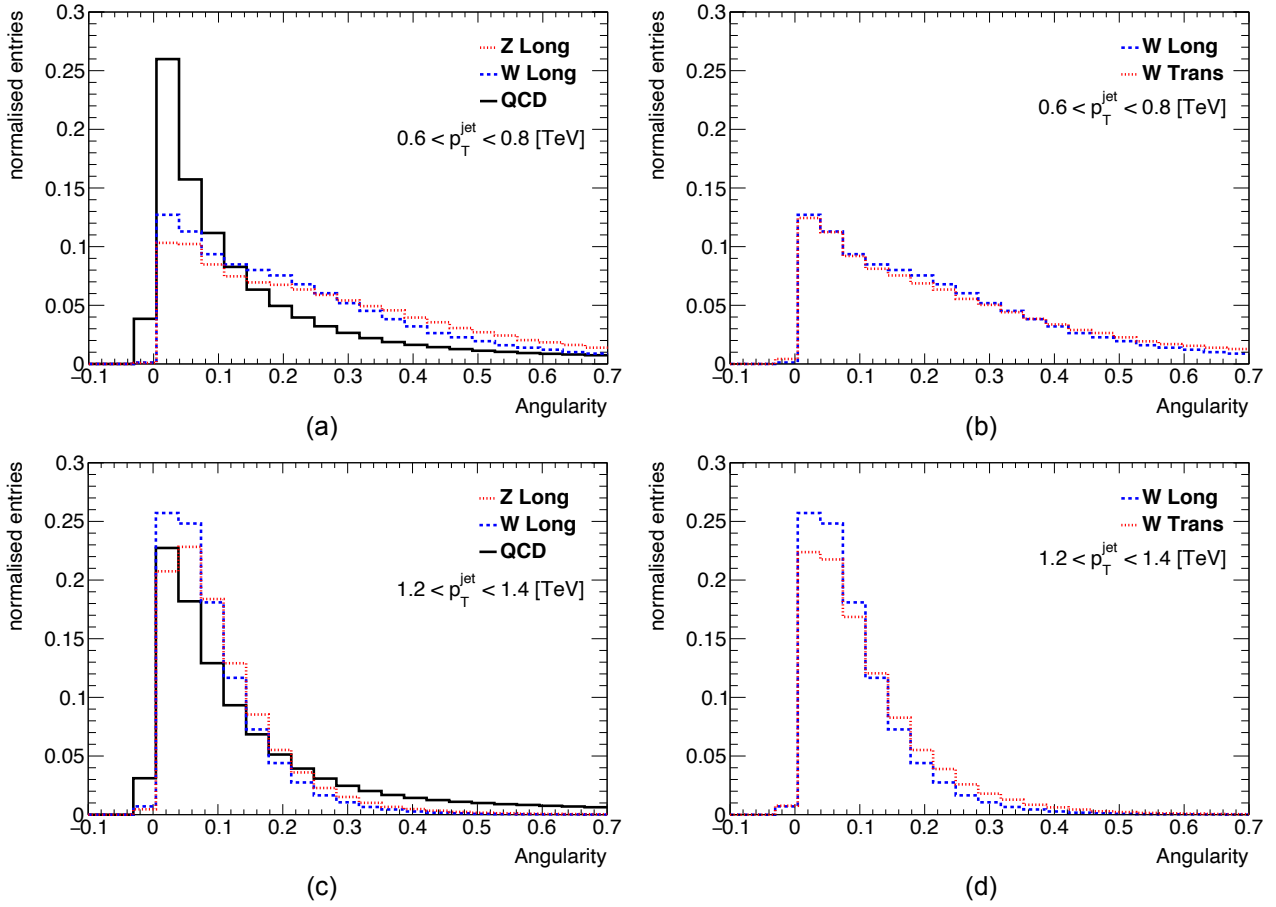 normalised entries
0.3
0.25
0.2
0.15
0.1
0.05
0
Z Long
W Long
QCD
0.6 < p_T^jet < 0.8 [TeV]
−0.1 0 0.1 0.2 0.3 0.4 0.5 0.6 0.7
Angularity
(a)
normalised entries
0.3
0.25
0.2
0.15
0.1
0.05
0
W Long
W Trans
0.6 < p_T^jet < 0.8 [TeV]
−0.1 0 0.1 0.2 0.3 0.4 0.5 0.6 0.7
Angularity
(b)
normalised entries
0.3
0.25
0.2
0.15
0.1
0.05
0
Z Long
W Long
QCD
1.2 < p_T^jet < 1.4 [TeV]
−0.1 0 0.1 0.2 0.3 0.4 0.5 0.6 0.7
Angularity
(c)
normalised entries
0.3
0.25
0.2
0.15
0.1
0.05
0
W Long
W Trans
1.2 < p_T^jet < 1.4 [TeV]
−0.1 0 0.1 0.2 0.3 0.4 0.5 0.6 0.7
Angularity
(d)